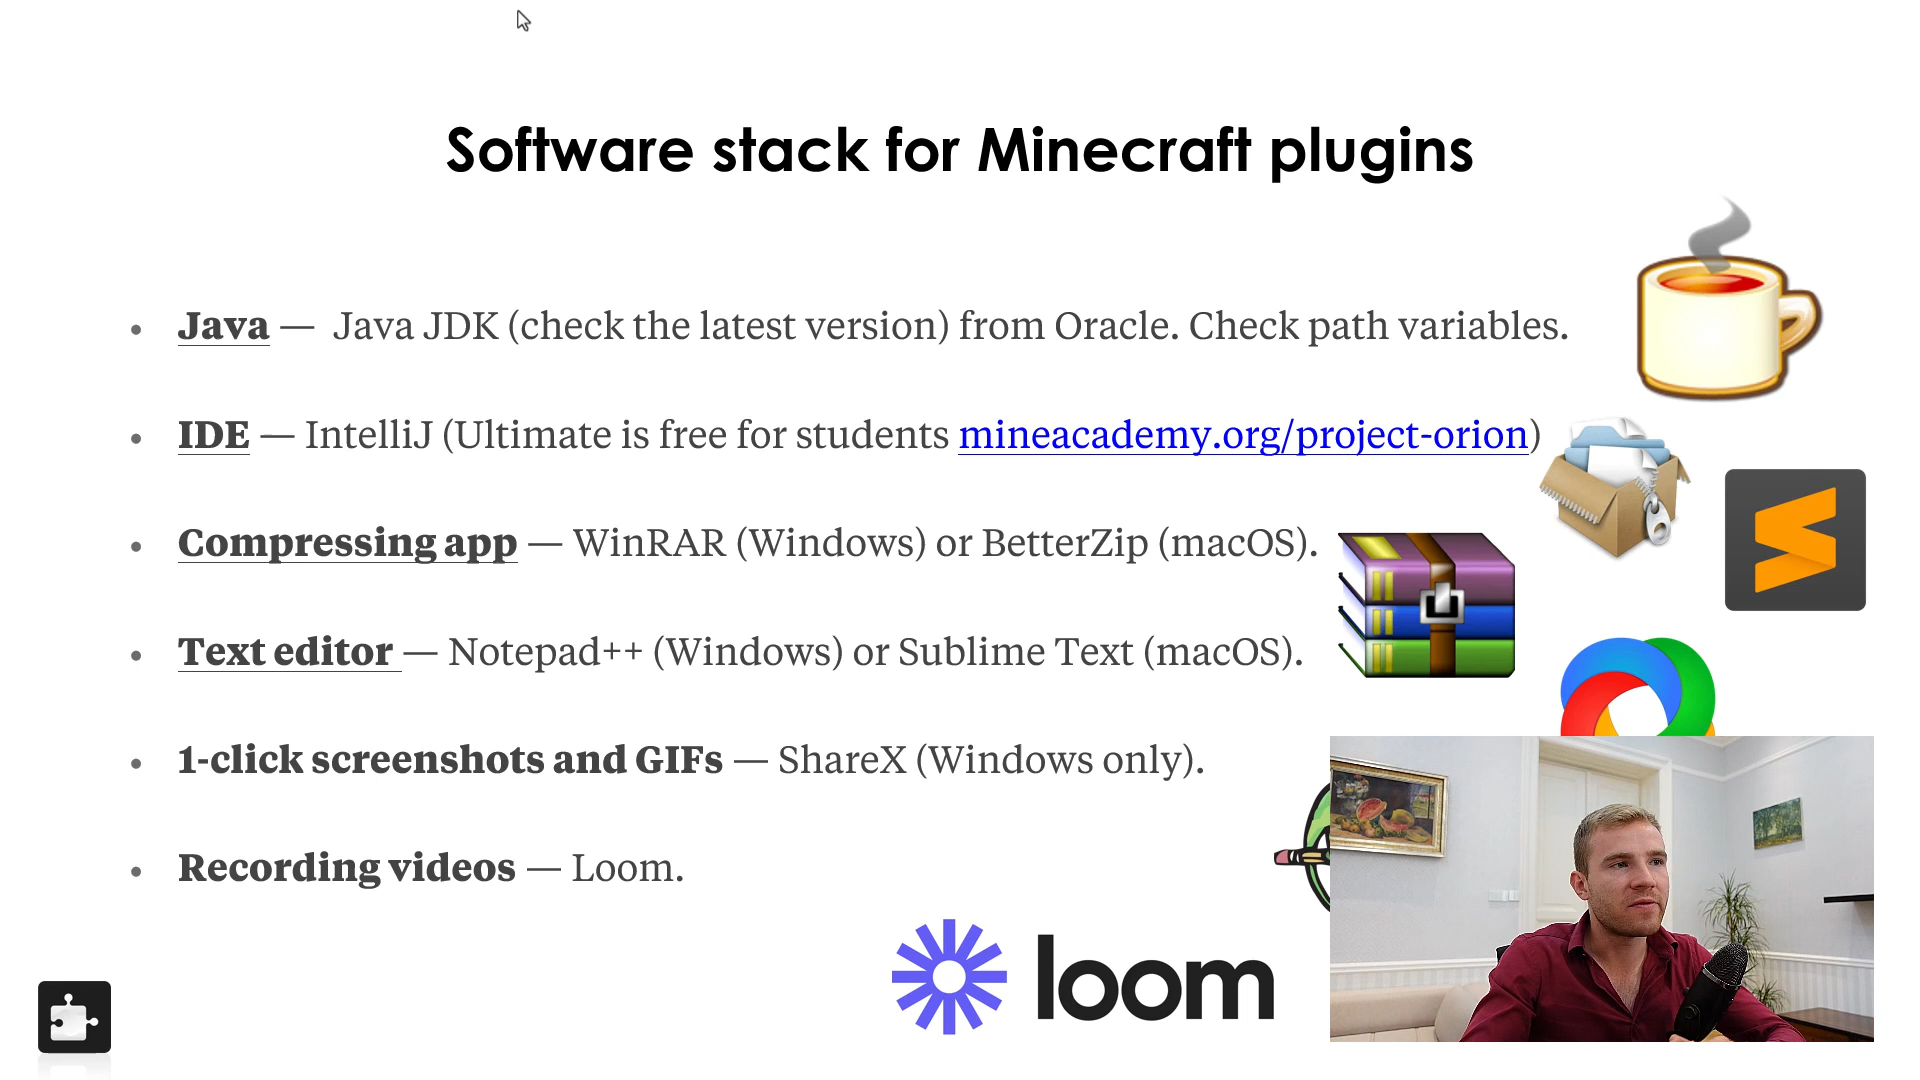 Software stack for Minecraft plugins
Java — Java JDK (check the latest version) from Oracle. Check path variables.
IDE — IntelliJ (Ultimate is free for students mineacademy.org/project-orion)
Compressing app — WinRAR (Windows) or BetterZip (macOS).
Text editor — Notepad++ (Windows) or Sublime Text (macOS).
1-click screenshots and GIFs — ShareX (Windows only).
Recording videos — Loom.
loom